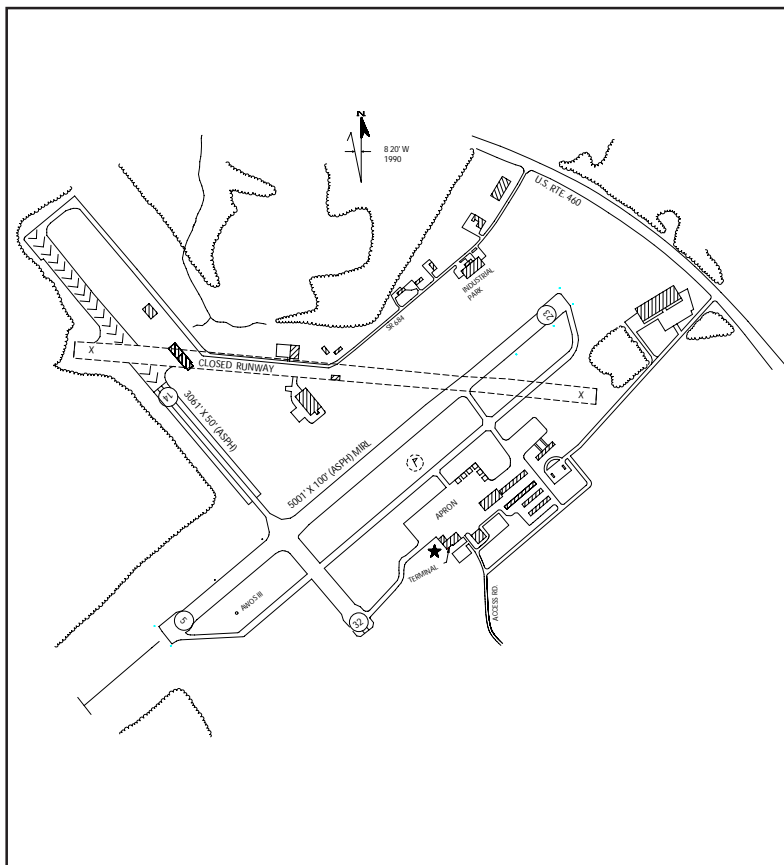 N
8 20' W
1990
U.S. RTE. 460
INDUSTRIAL
PARK
SR 684
23
X
CLOSED RUNWAY
X
14
3061' X 50' (ASPH)
5001' X 100' (ASPH) MIRL
APRON
TERMINAL
AWOS III
5
32
ACCESS RD.